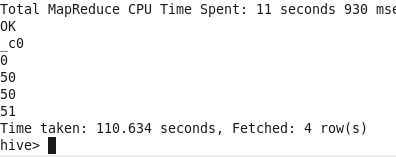 Total MapReduce CPU Time Spent: 11 seconds 930 mse
OK
_c0
0
50
50
51
Time taken: 110.634 seconds, Fetched: 4 row(s)
hive>